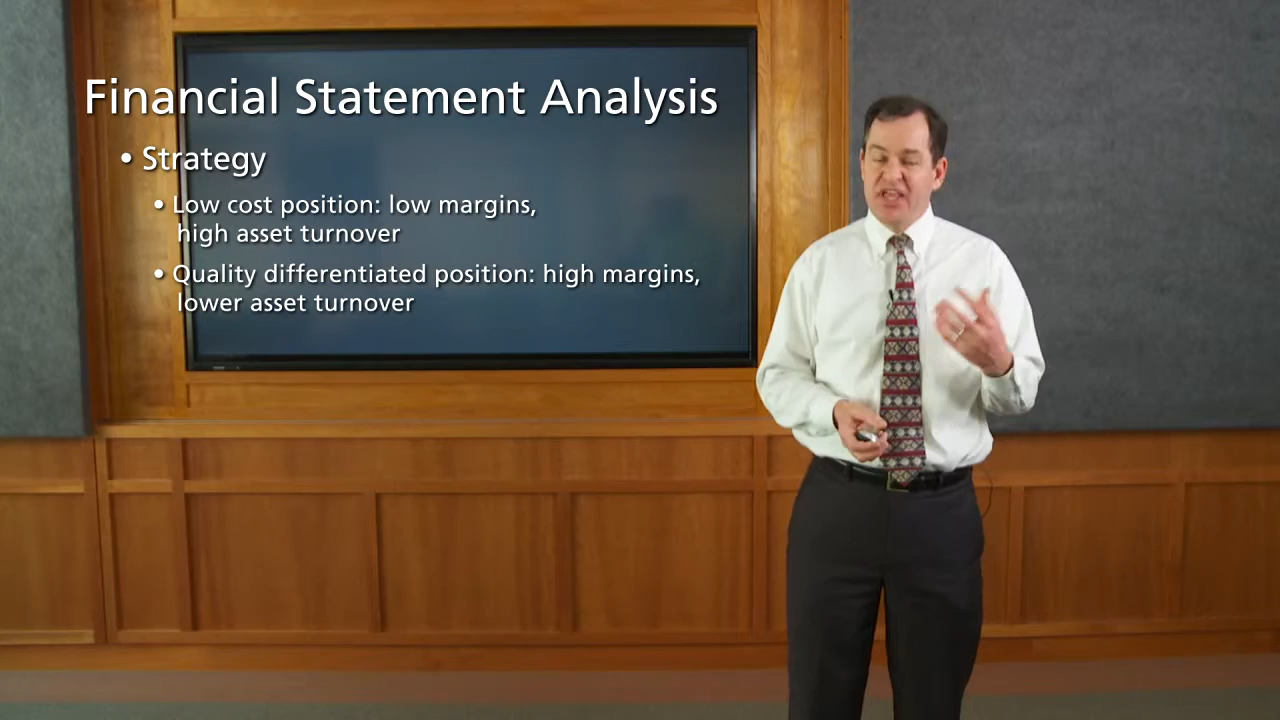 Financial Statement Analysis
• Strategy
• Low cost position: low margins,
high asset turnover
• Quality differentiated position: high margins,
lower asset turnover